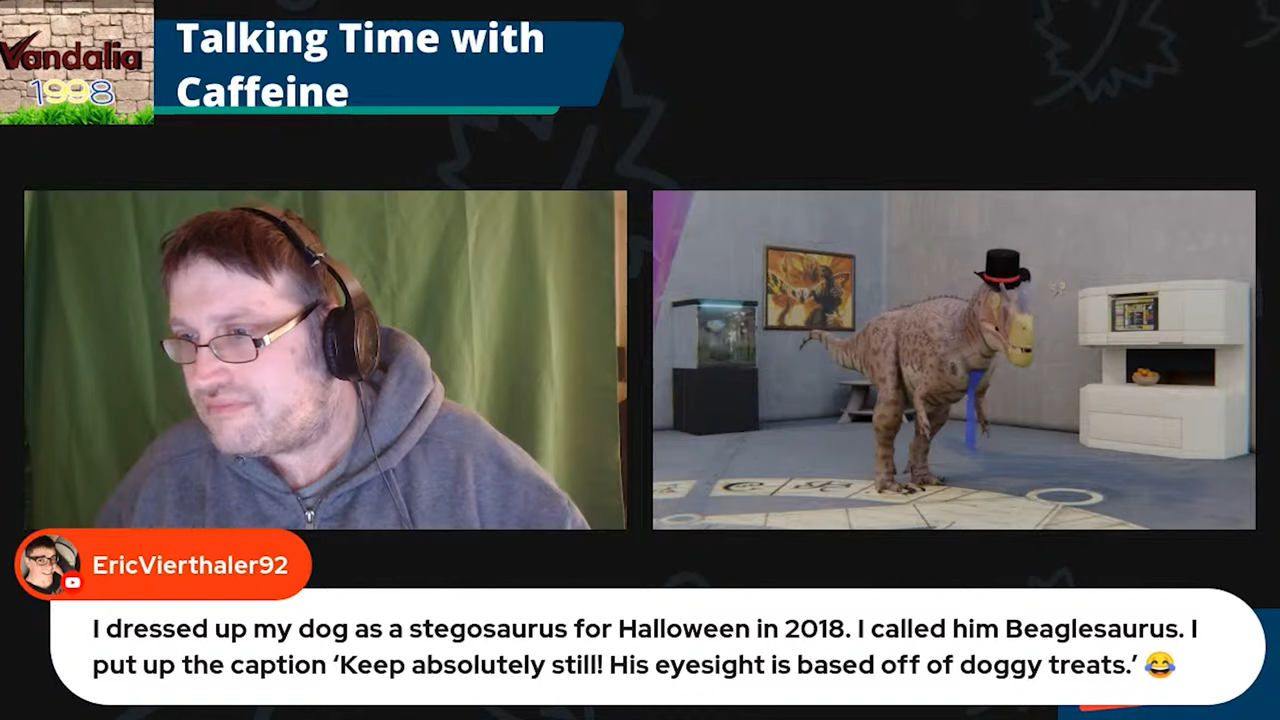 Vandalia
1998
Talking Time with
Caffeine
EricVierthaler92
I dressed up my dog as a stegosaurus for Halloween in 2018. I called him Beaglesaurus. I
put up the caption ‘Keep absolutely still! His eyesight is based off of doggy treats.’ 😂